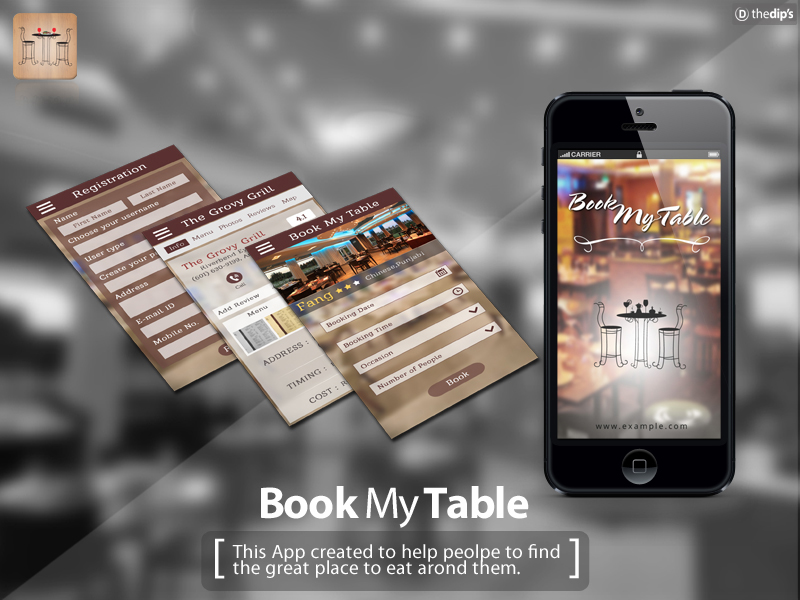 D thedip's
Registration
Name
First Name
Last Name
Choose your username
User type
Create your p
Address
E-mail ID
Mobile No.
The Grovy Grill
Info Menu Photos Reviews Map
The Grovy Grill
4.1
Riverbend
Call
Add Review
Menu
ADDRESS :
TIMING :
COST :
Book My Table
Fang
Chinese,Punjabi
Booking Date
Booking Time
Occasion
Number of People
Book
CARRIER
Book My Table
www.example.com
Book My Table
[ This App created to help peolpe to find
the great place to eat arond them. ]